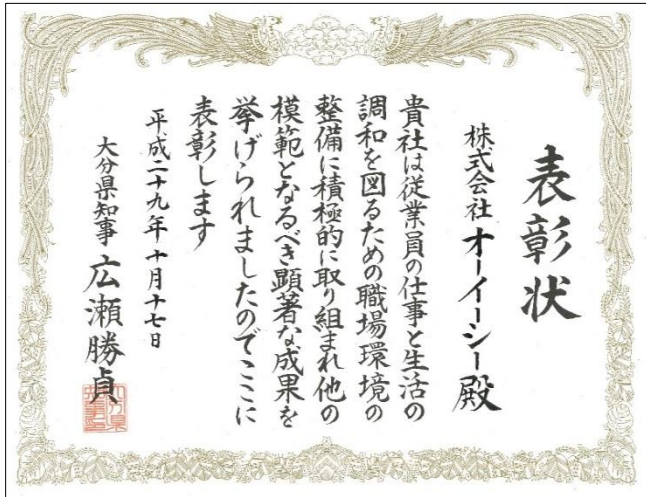 表彰状
株式会社 オーイーシー殿
貴社は従業員の仕事と生活の
調和を図るための職場環境の
整備に積極的に取り組まれ他の
模範となるべき顕著な成果を
挙げられましたのでここに
表彰します
平成二十九年十月十七日
大分県知事 広瀬勝貞